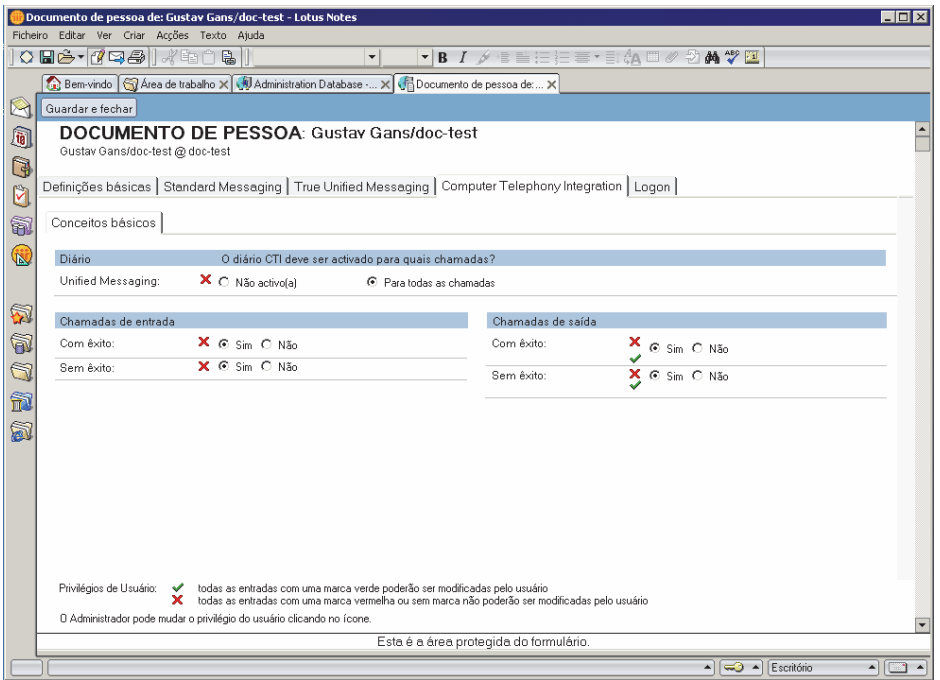 Documento de pessoa de: Gustav Gans/doc-test - Lotus Notes
Ficheiro Editar Ver Criar Acções Texto Ajuda
B I ABC
Bem-vindo Área de trabalho Administration Database -... Documento de pessoa de:...
Guardar e fechar
DOCUMENTO DE PESSOA: Gustav Gans/doc-test
Gustav Gans/doc-test @ doc-test
Definições básicas Standard Messaging True Unified Messaging Computer Telephony Integration Logon
Conceitos básicos
Diário O diário CTI deve ser activado para quais chamadas?
Unified Messaging: Não activo(a) Para todas as chamadas
Chamadas de entrada Chamadas de saída
Com êxito: Sim Não Com êxito: Sim Não
Sem êxito: Sim Não Sem êxito: Sim Não
Privilégios de Usuário: todas as entradas com uma marca verde poderão ser modificadas pelo usuário
todas as entradas com uma marca vermelha ou sem marca não poderão ser modificadas pelo usuário
O Administrador pode mudar o privilégio do usuário clicando no ícone.
Esta é a área protegida do formulário.
Escritório